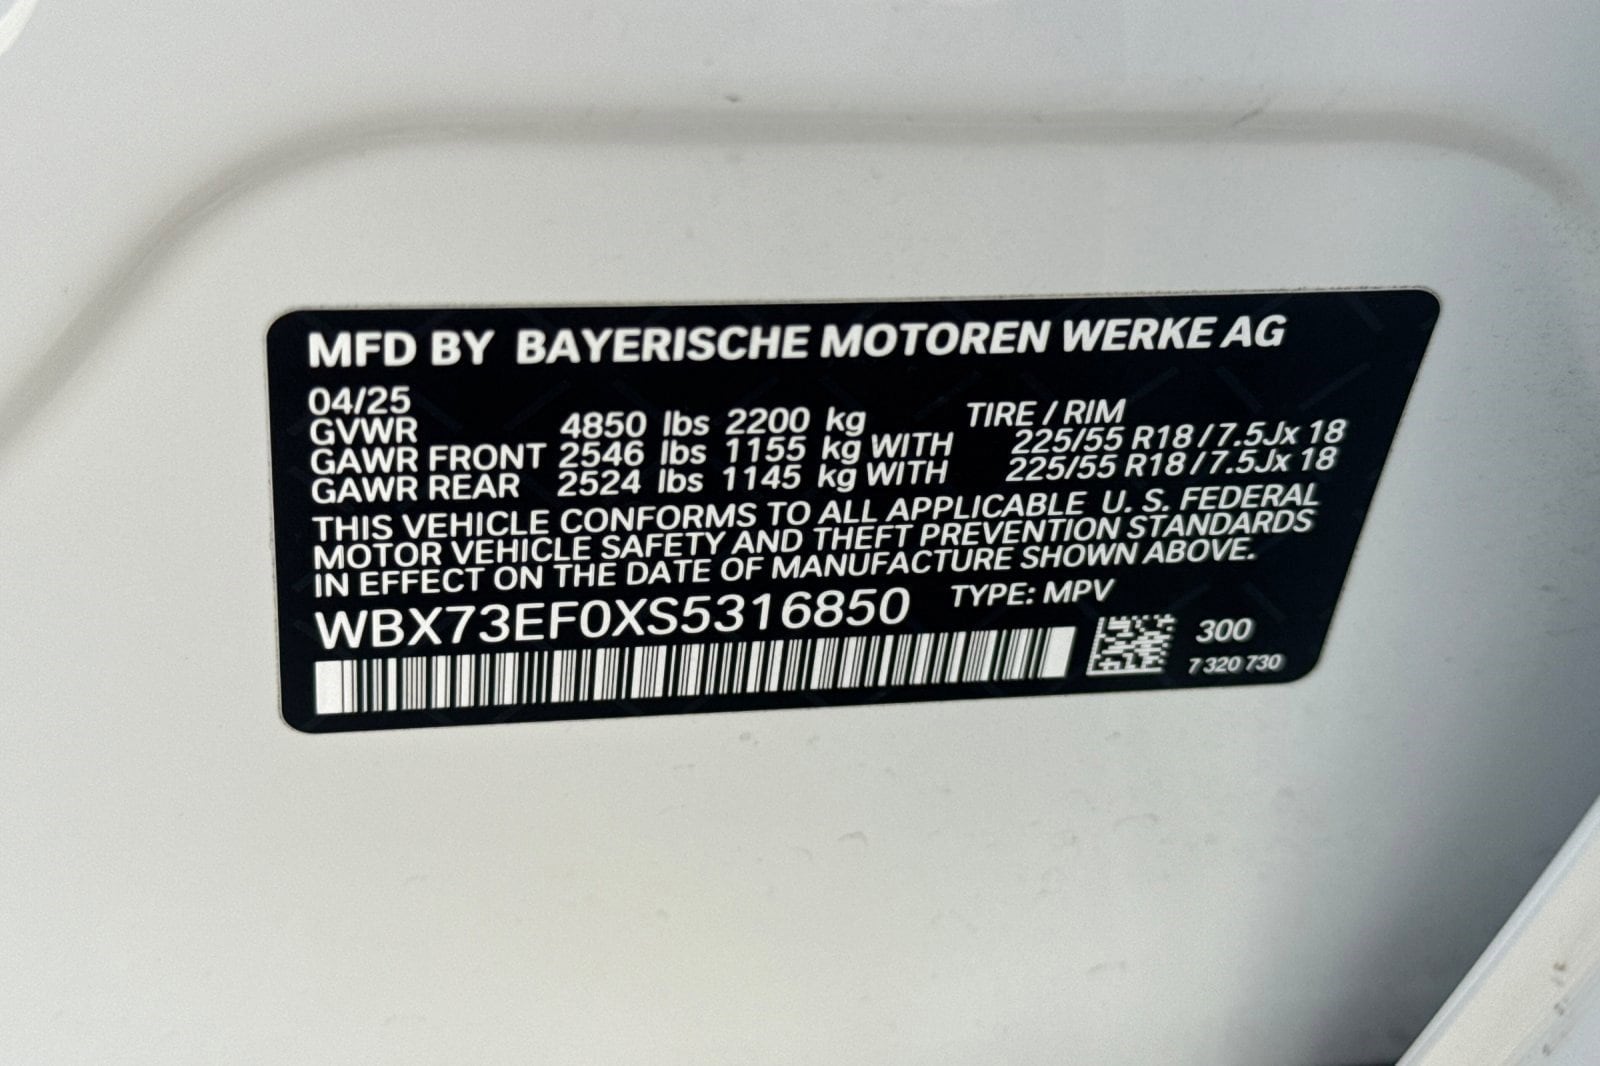 MFD BY BAYERISCHE MOTOREN WERKE AG
04/25
GVWR 4850 lbs 2200 kg TIRE / RIM
GAWR FRONT 2546 lbs 1155 kg WITH 225/55 R18 / 7.5Jx 18
GAWR REAR 2524 lbs 1145 kg WITH 225/55 R18 / 7.5Jx 18
THIS VEHICLE CONFORMS TO ALL APPLICABLE U. S. FEDERAL
MOTOR VEHICLE SAFETY AND THEFT PREVENTION STANDARDS
IN EFFECT ON THE DATE OF MANUFACTURE SHOWN ABOVE.
WBX73EF0XS5316850 TYPE: MPV
300
7 320 730